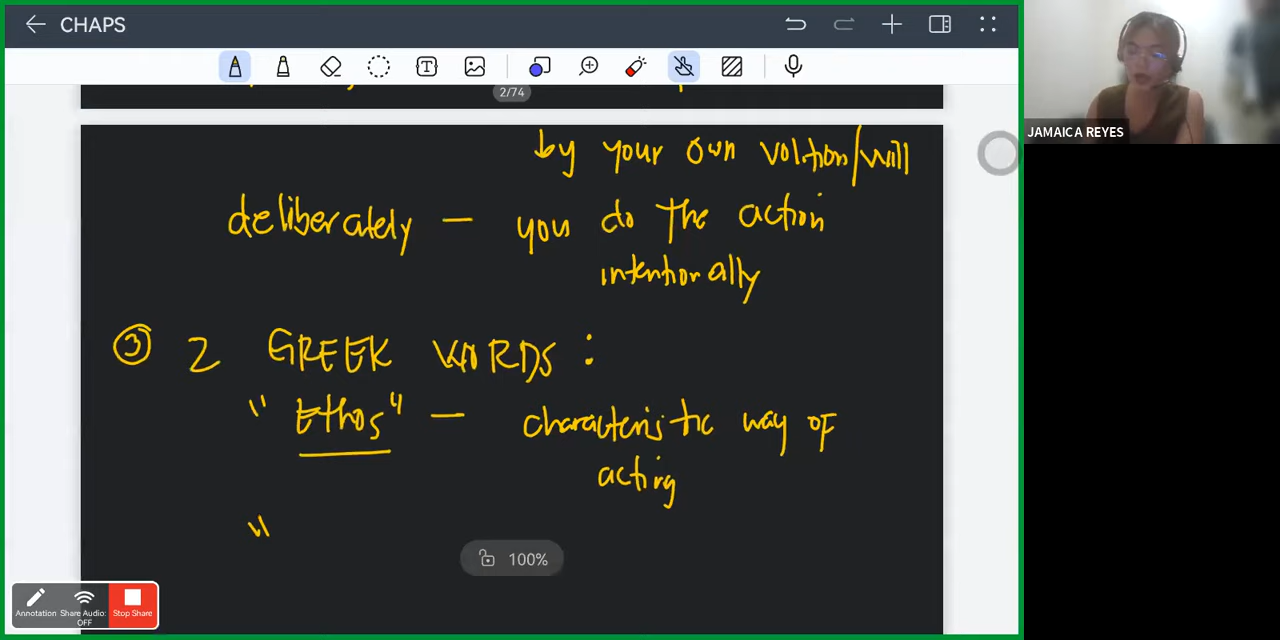 CHAPS
JAMAICA REYES
2/74
by your own volition/will
deliberately — you do the action
intentionally
③ 2 GREEK WORDS :
" Ethos " — characteristic way of
acting
"
100%
Annotation Share Audio: OFF Stop Share